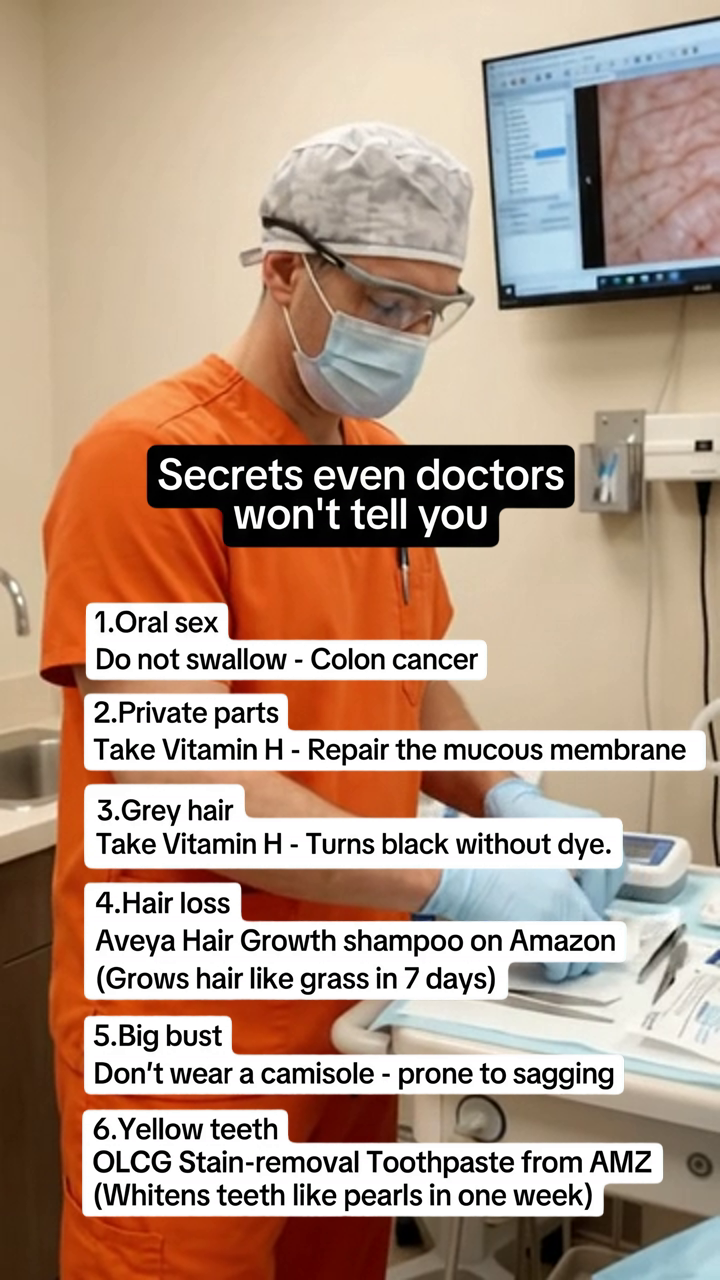 Secrets even doctors
won't tell you
1.Oral sex
Do not swallow - Colon cancer
2.Private parts
Take Vitamin H - Repair the mucous membrane
3.Grey hair
Take Vitamin H - Turns black without dye.
4.Hair loss
Aveya Hair Growth shampoo on Amazon
(Grows hair like grass in 7 days)
5.Big bust
Don’t wear a camisole - prone to sagging
6.Yellow teeth
OLCG Stain-removal Toothpaste from AMZ
(Whitens teeth like pearls in one week)